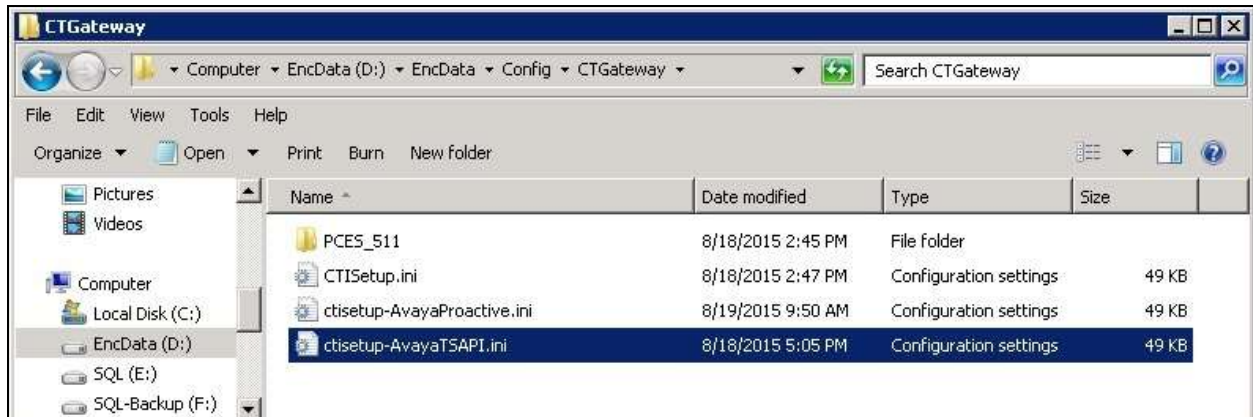 CTGateway
Computer EncData (D:) EncData Config CTGateway Search CTGateway
File Edit View Tools Help
Organize Open Print Burn New folder
Pictures
Videos
Computer
Local Disk (C:)
EncData (D:)
SQL (E:)
SQL-Backup (F:)
Name Date modified Type Size
PCES_511 8/18/2015 2:45 PM File folder
CTISetup.ini 8/18/2015 2:47 PM Configuration settings 49 KB
ctisetup-AvayaProactive.ini 8/19/2015 9:50 AM Configuration settings 49 KB
ctisetup-AvayaTSAPI.ini 8/18/2015 5:05 PM Configuration settings 49 KB